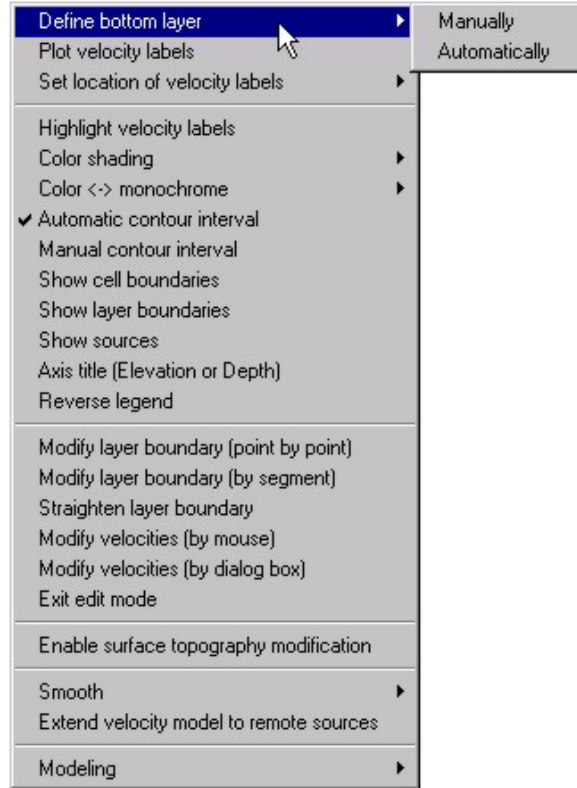 Define bottom layer
Manually
Plot velocity labels
Automatically
Set location of velocity labels
Highlight velocity labels
Color shading
Color <-> monochrome
Automatic contour interval
Manual contour interval
Show cell boundaries
Show layer boundaries
Show sources
Axis title (Elevation or Depth)
Reverse legend
Modify layer boundary (point by point)
Modify layer boundary (by segment)
Straighten layer boundary
Modify velocities (by mouse)
Modify velocities (by dialog box)
Exit edit mode
Enable surface topography modification
Smooth
Extend velocity model to remote sources
Modeling